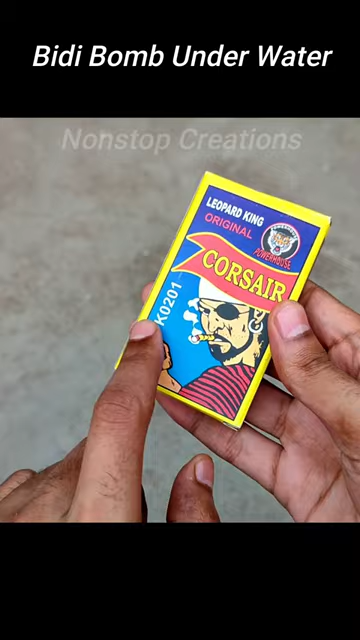 Bidi Bomb Under Water
Nonstop Creations
LEOPARD KING
ORIGINAL
POWERHOUSE
CORSAIR
K0201